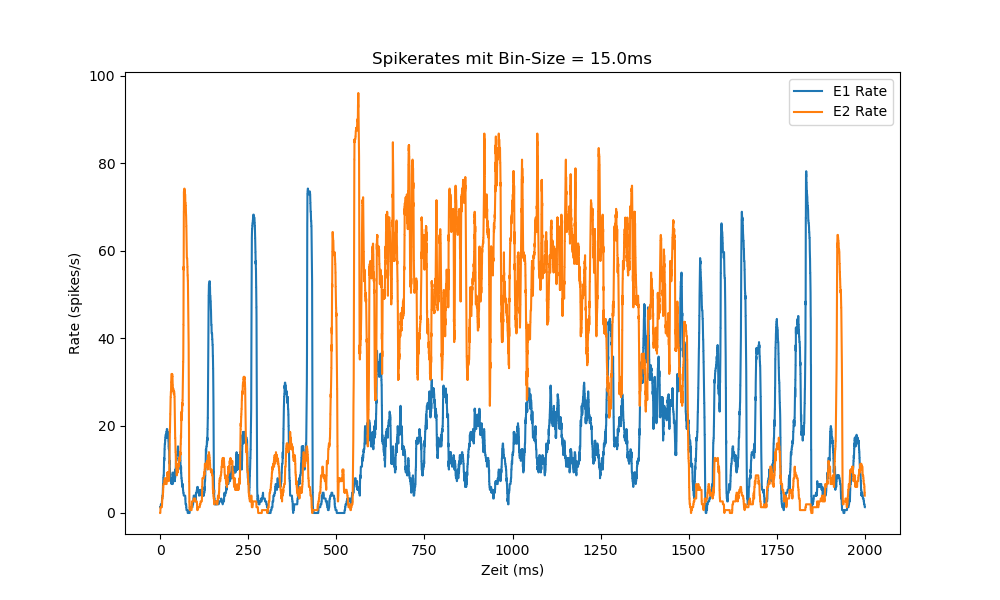 Spikerates mit Bin-Size = 15.0ms
E1 Rate
E2 Rate
Rate (spikes/s)
100
80
60
40
20
0
0 250 500 750 1000 1250 1500 1750 2000
Zeit (ms)